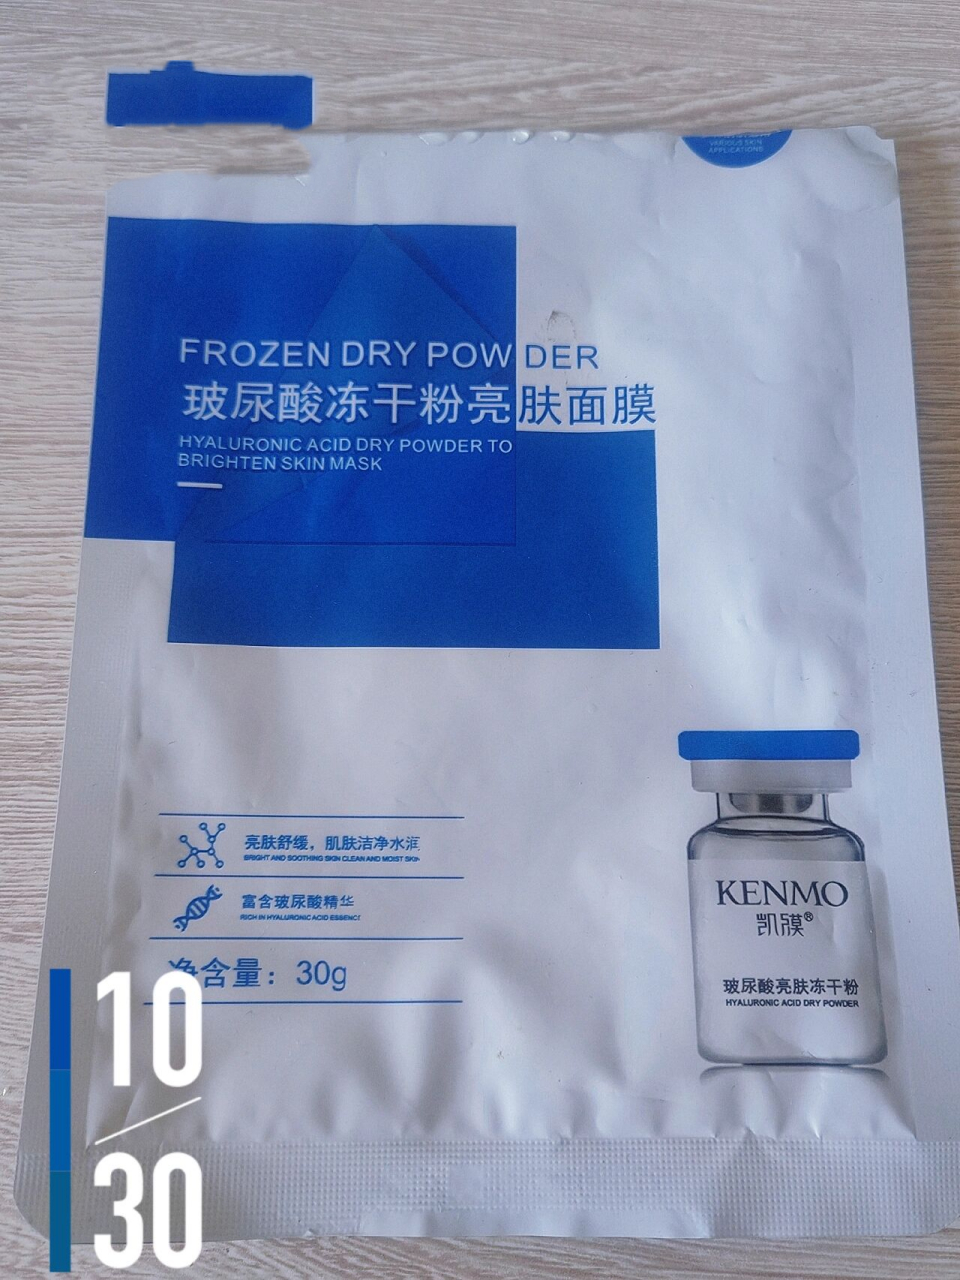 VARIOUS SKIN
APPLICATIONS
FROZEN DRY POWDER
玻尿酸冻干粉亮肤面膜
HYALURONIC ACID DRY POWDER TO
BRIGHTEN SKIN MASK
亮肤舒缓，肌肤洁净水润
BRIGHT AND SOOTHING SKIN CLEAN AND MOIST SKIN
富含玻尿酸精华
RICH IN HYALURONIC ACID ESSENCE
净含量：30g
KENMO
凯膜®
玻尿酸亮肤冻干粉
HYALURONIC ACID DRY POWDER
10
30